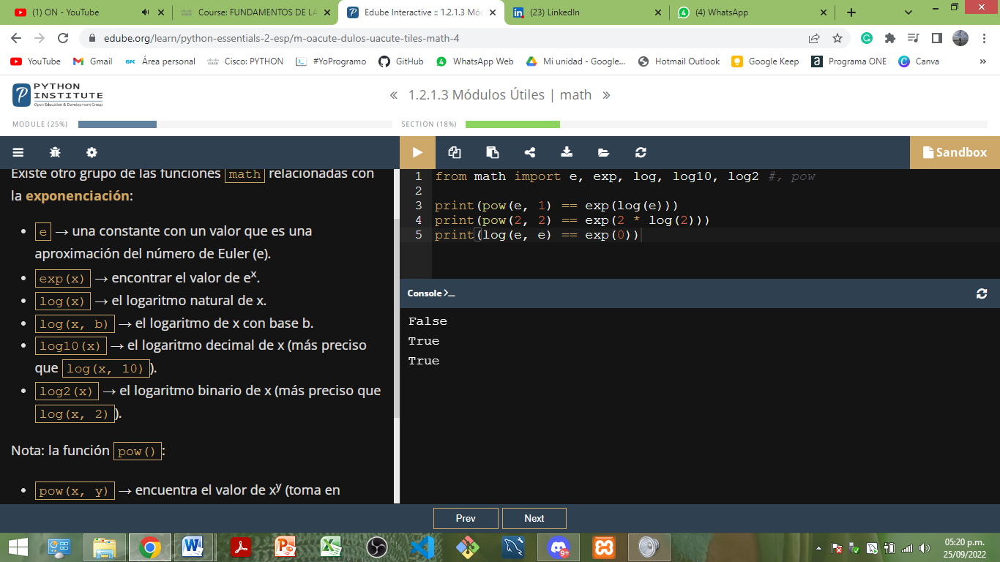 (1) ON - YouTube
Course: FUNDAMENTOS DE LA
Edube Interactive :: 1.2.1.3 Mód
(23) LinkedIn
(4) WhatsApp
edube.org/learn/python-essentials-2-esp/m-oacute-dulos-uacute-tiles-math-4
YouTube
Gmail
Área personal
Cisco: PYTHON
#YoProgramo
GitHub
WhatsApp Web
Mi unidad - Google...
Hotmail Outlook
Google Keep
Programa ONE
Canva
»
PYTHON
INSTITUTE
Open Education & Development Group
« 1.2.1.3 Módulos Útiles | math »
MODULE (25%)
SECTION (18%)
Sandbox
Existe otro grupo de las funciones math relacionadas con
la exponenciación:
• e → una constante con un valor que es una
aproximación del número de Euler (e).
• exp(x) → encontrar el valor de eˣ.
• log(x) → el logaritmo natural de x.
• log(x, b) → el logaritmo de x con base b.
• log10(x) → el logaritmo decimal de x (más preciso
que log(x, 10)).
• log2(x) → el logaritmo binario de x (más preciso que
log(x, 2)).
Nota: la función pow():
• pow(x, y) → encuentra el valor de xʸ (toma en
1 from math import e, exp, log, log10, log2 #, pow
2
3 print(pow(e, 1) == exp(log(e)))
4 print(pow(2, 2) == exp(2 * log(2)))
5 print(log(e, e) == exp(0))
Console >_
False
True
True
Prev
Next
9+
05:20 p.m.
25/09/2022